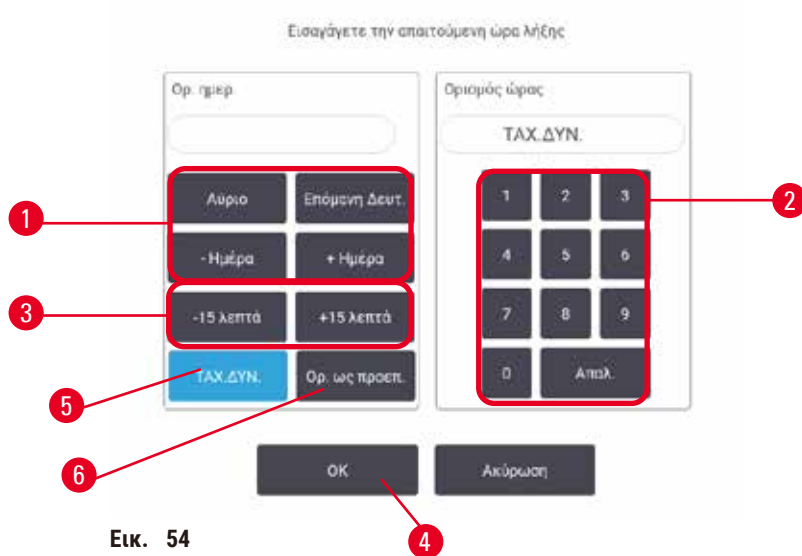 Εισαγάγετε την απαιτούμενη ώρα λήξης
Ορ. ημερ.
Ορισμός ώρας
ΤΑΧ.ΔΥΝ.
Αύριο
Επόμενη Δευτ.
1
2
3
1
2
- Ημέρα
+ Ημέρα
4
5
6
3
-15 λεπτά
+15 λεπτά
7
8
9
ΤΑΧ.ΔΥΝ.
Ορ. ως προεπ.
0
Απαλ.
5
6
OK
Ακύρωση
Εικ. 54
4